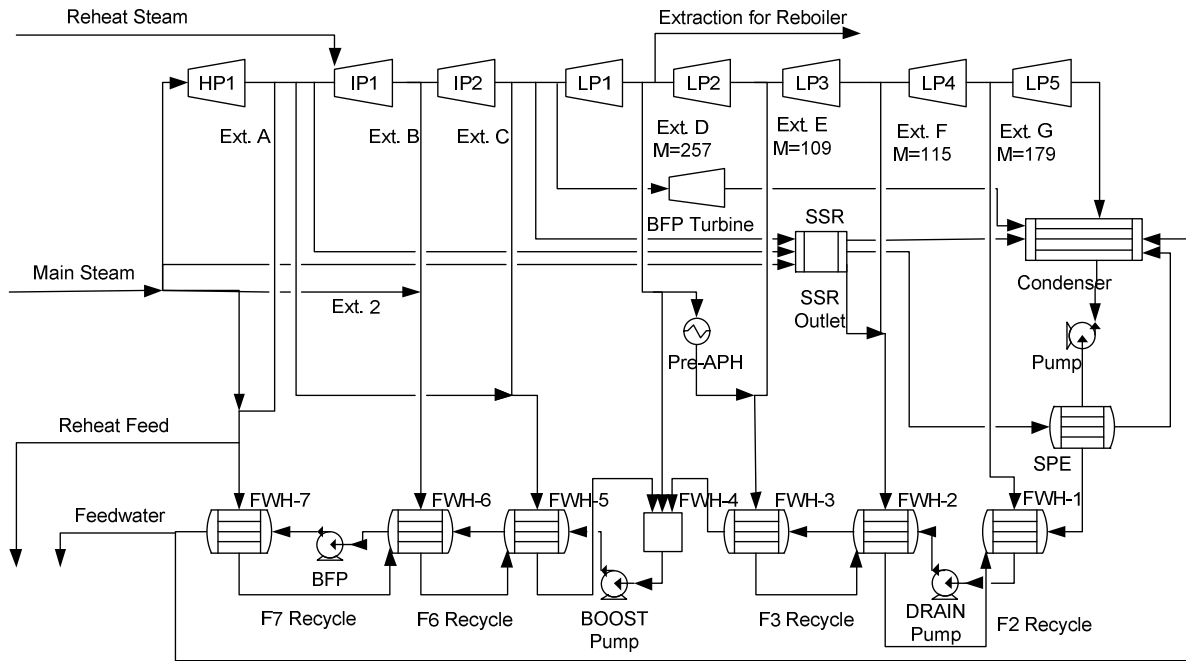 Reheat Steam
Extraction for Reboiler
HP1
IP1
IP2
LP1
LP2
LP3
LP4
LP5
Ext. A
Ext. B
Ext. C
Ext. D
M=257
Ext. E
M=109
Ext. F
M=115
Ext. G
M=179
BFP Turbine
SSR
Main Steam
Ext. 2
SSR
Outlet
Condenser
Pre-APH
Pump
Reheat Feed
SPE
Feedwater
FWH-7
FWH-6
FWH-5
FWH-4
FWH-3
FWH-2
FWH-1
BFP
F7 Recycle
F6 Recycle
BOOST
Pump
F3 Recycle
DRAIN
Pump
F2 Recycle